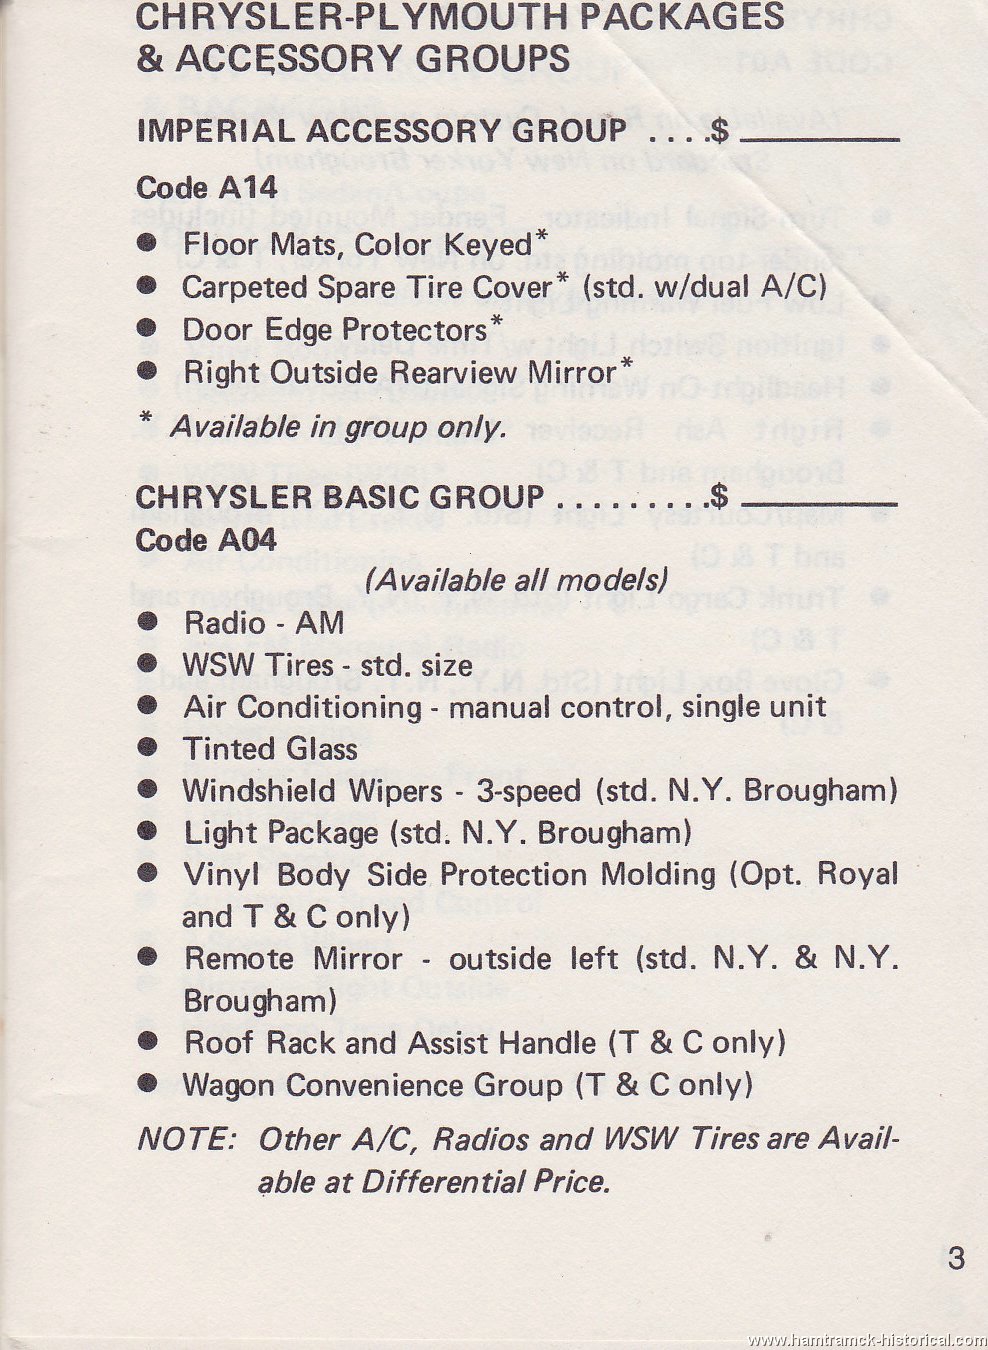 CHRYSLER-PLYMOUTH PACKAGES
& ACCESSORY GROUPS
IMPERIAL ACCESSORY GROUP ....$ ________
Code A14
● Floor Mats, Color Keyed*
● Carpeted Spare Tire Cover* (std. w/dual A/C)
● Door Edge Protectors*
● Right Outside Rearview Mirror*
* Available in group only.
CHRYSLER BASIC GROUP ..........$ ________
Code A04
(Available all models)
● Radio - AM
● WSW Tires - std. size
● Air Conditioning - manual control, single unit
● Tinted Glass
● Windshield Wipers - 3-speed (std. N.Y. Brougham)
● Light Package (std. N.Y. Brougham)
● Vinyl Body Side Protection Molding (Opt. Royal
and T & C only)
● Remote Mirror - outside left (std. N.Y. & N.Y.
Brougham)
● Roof Rack and Assist Handle (T & C only)
● Wagon Convenience Group (T & C only)
NOTE: Other A/C, Radios and WSW Tires are Avail-
able at Differential Price.
3
www.hamtramck-historical.com